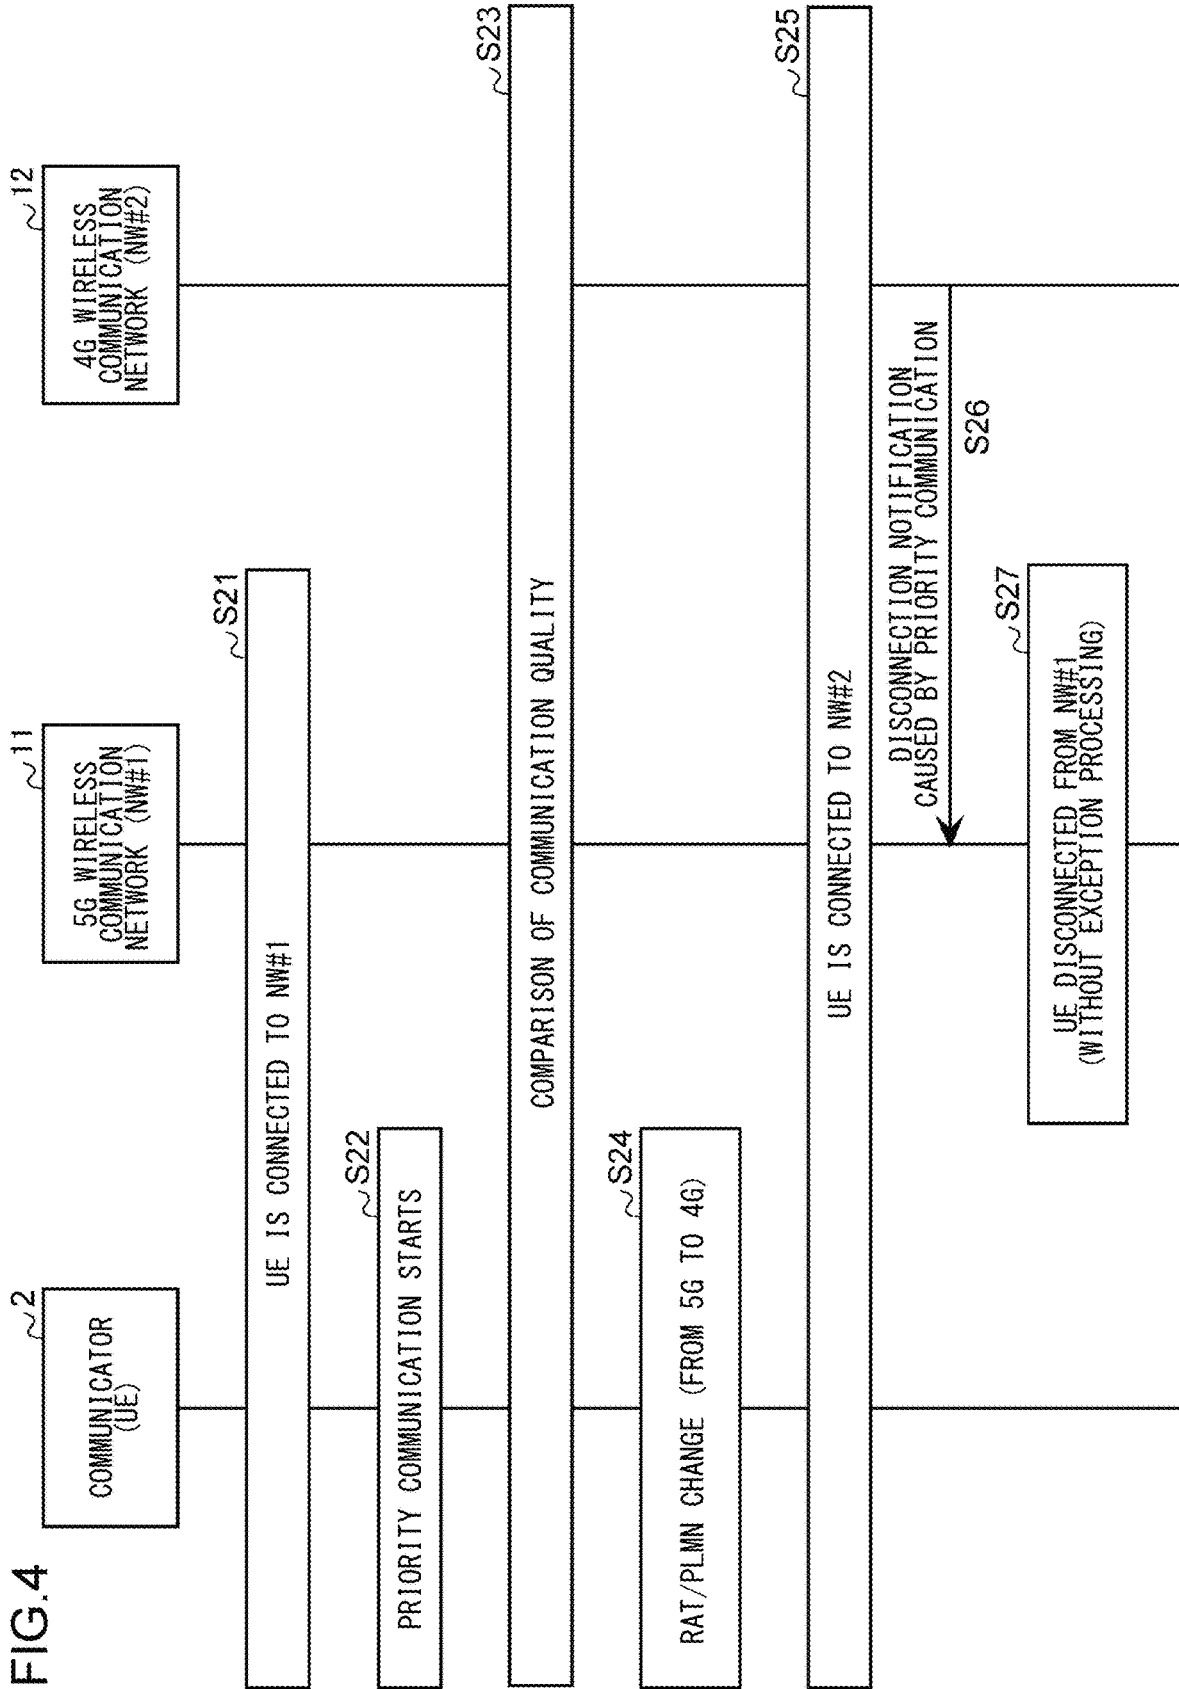 FIG.4
2
COMMUNICATOR
(UE)
11
5G WIRELESS
COMMUNICATION
NETWORK (NW#1)
12
4G WIRELESS
COMMUNICATION
NETWORK (NW#2)
S21
UE IS CONNECTED TO NW#1
S22
PRIORITY COMMUNICATION STARTS
S23
COMPARISON OF COMMUNICATION QUALITY
S24
RAT/PLMN CHANGE (FROM 5G TO 4G)
S25
UE IS CONNECTED TO NW#2
DISCONNECTION NOTIFICATION
CAUSED BY PRIORITY COMMUNICATION
S26
S27
UE DISCONNECTED FROM NW#1
(WITHOUT EXCEPTION PROCESSING)